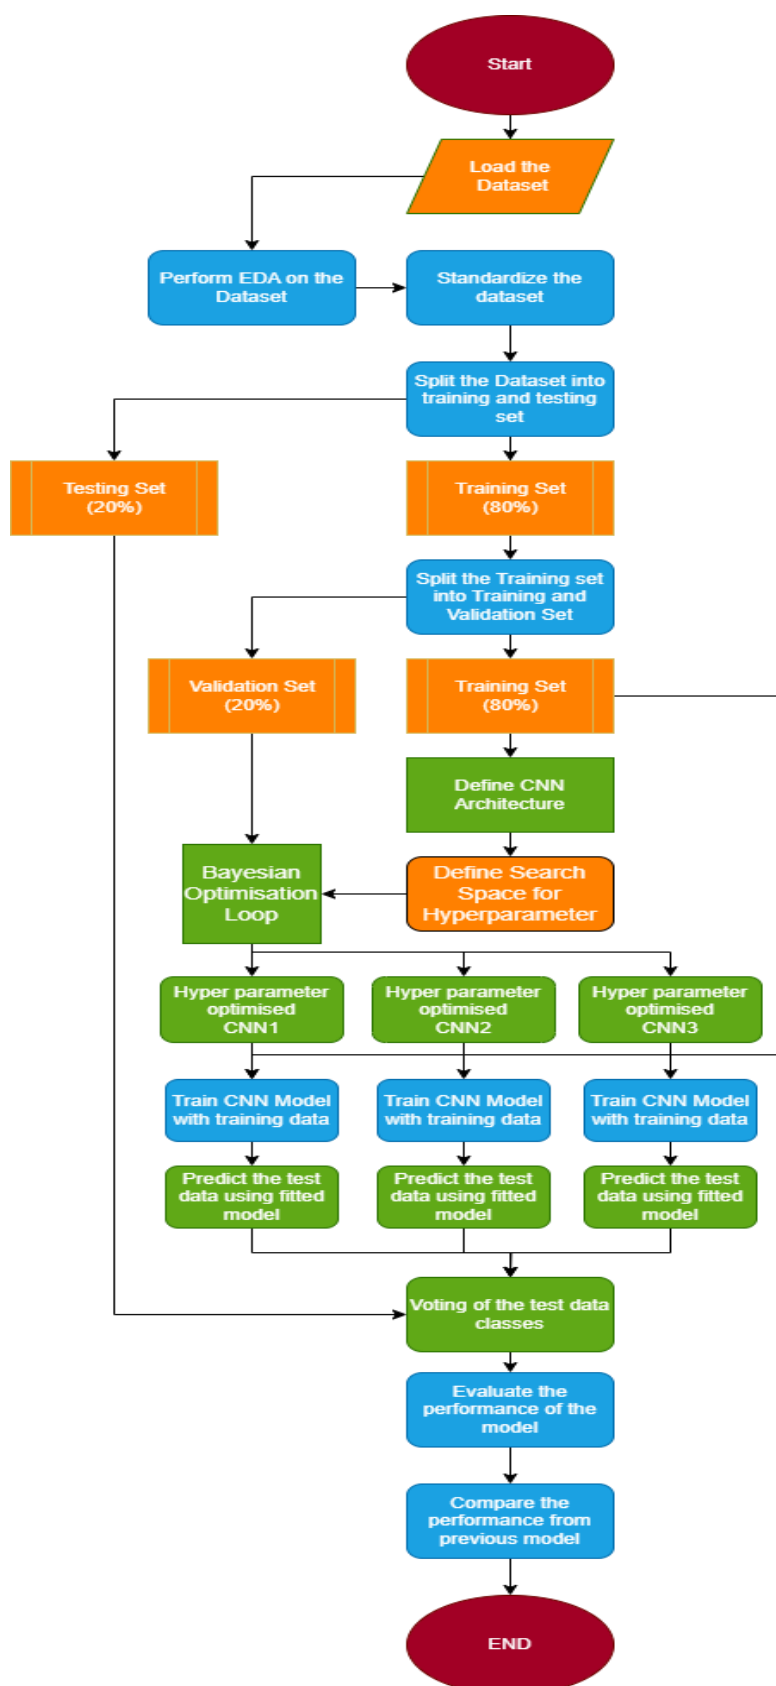 Start
Load the
Dataset
Perform EDA on the
Dataset
Standardize the
dataset
Split the Dataset into
training and testing
set
Testing Set
(20%)
Training Set
(80%)
Split the Training set
into Training and
Validation Set
Validation Set
(20%)
Training Set
(80%)
Define CNN
Architecture
Bayesian
Optimisation
Loop
Define Search
Space for
Hyperparameter
Hyper parameter
optimised
CNN1
Hyper parameter
optimised
CNN2
Hyper parameter
optimised
CNN3
Train CNN Model
with training data
Train CNN Model
with training data
Train CNN Model
with training data
Predict the test
data using fitted
model
Predict the test
data using fitted
model
Predict the test
data using fitted
model
Voting of the test data
classes
Evaluate the
performance of the
model
Compare the
performance from
previous model
END